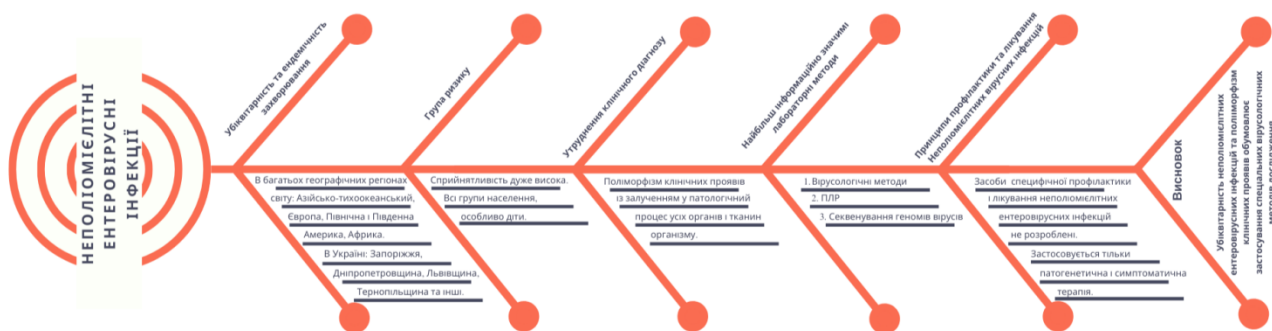 НЕПОЛІОМІЄЛІТНІ
ЕНТЕРОВІРУСНІ
ІНФЕКЦІЇ
Убіквітарність та ендемічність
захворювання
В багатьох географічних регіонах
світу: Азійсько-тихоокеанський,
Європа, Північна і Південна
Америка, Африка.
В Україні: Запоріжжя,
Дніпропетровщина, Львівщина,
Тернопільщина та інші.
Група ризику
Сприйнятливість дуже висока.
Всі групи населення,
особливо діти.
Утруднення клінічного діагнозу
Поліморфізм клінічних проявів
із залученням у патологічний
процес усіх органів і тканин
організму.
Найбільш інформаційно значимі
лабораторні методи
1. Вірусологічні методи
2. ПЛР
3. Секвенування геномів вірусів
Принципи профілактики та лікування
Неполіомієлітних вірусних інфекцій
Засоби специфічної профілактики
і лікування неполіомієлітних
ентеровірусних інфекцій
не розроблені.
Застосовується тільки
патогенетична і симптоматична
терапія.
Висновок
Убіквітарність неполіомієлітних
ентеровірусних інфекцій та поліморфізм
клінічних проявів обумовлює
застосування спеціальних вірусологічних